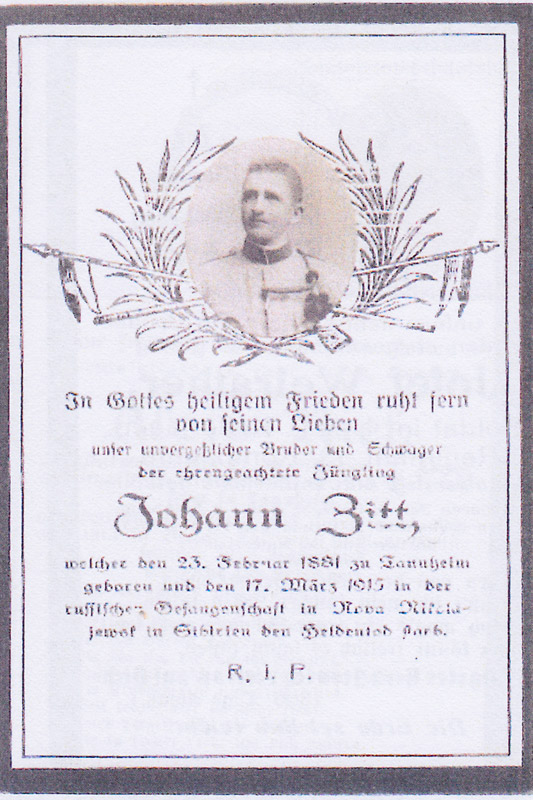 In Gottes heiligem Frieden ruht fern
von seinen Lieben
unser unvergeßlicher Bruder und Schwager
der ehrengeachtete Jüngling
Johann Zitt,
welcher den 23. Februar 1881 zu Tannheim
geboren und den 17. März 1915 in der
russischen Gefangenschaft in Nova Nikola-
jewsk in Sibirien den Heldentod starb.
R. I. P.